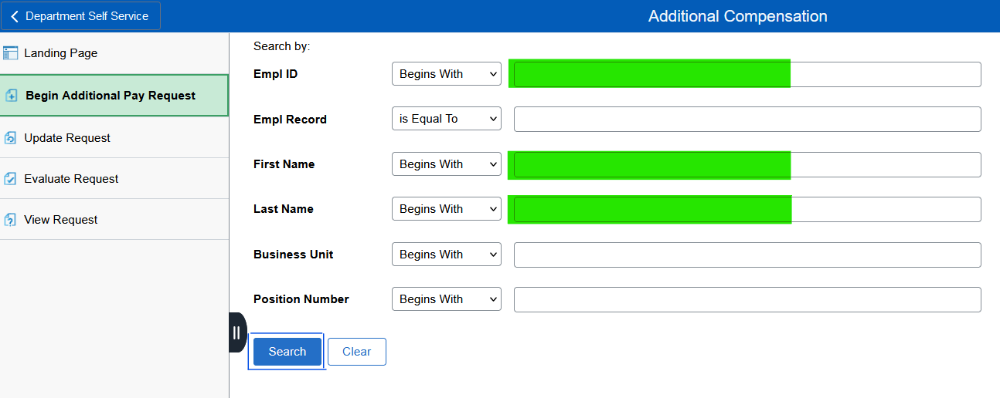 Department Self Service
Additional Compensation
Landing Page
Begin Additional Pay Request
Update Request
Evaluate Request
View Request
Search by:
Empl ID Begins With
Empl Record is Equal To
First Name Begins With
Last Name Begins With
Business Unit Begins With
Position Number Begins With
Search Clear